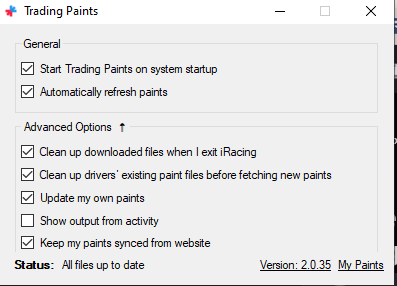 Trading Paints
General
Start Trading Paints on system startup
Automatically refresh paints
Advanced Options ↑
Clean up downloaded files when I exit iRacing
Clean up drivers' existing paint files before fetching new paints
Update my own paints
Show output from activity
Keep my paints synced from website
Status: All files up to date Version: 2.0.35 My Paints